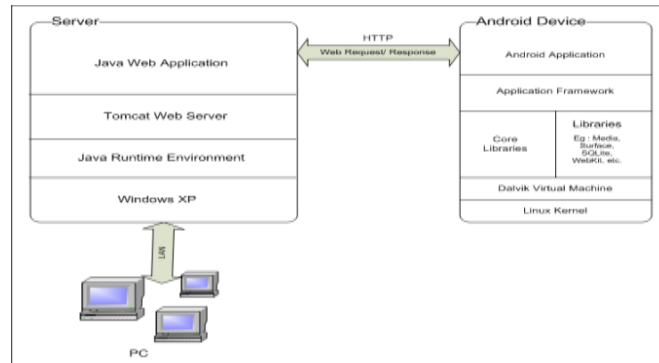 Server
Java Web Application
Tomcat Web Server
Java Runtime Environment
Windows XP
HTTP
Web Request/ Response
Android Device
Android Application
Application Framework
Core
Libraries
Libraries
Eg : Media,
Surface,
SQLite,
WebKit, etc.
Dalvik Virtual Machine
Linux Kernel
LAN
PC